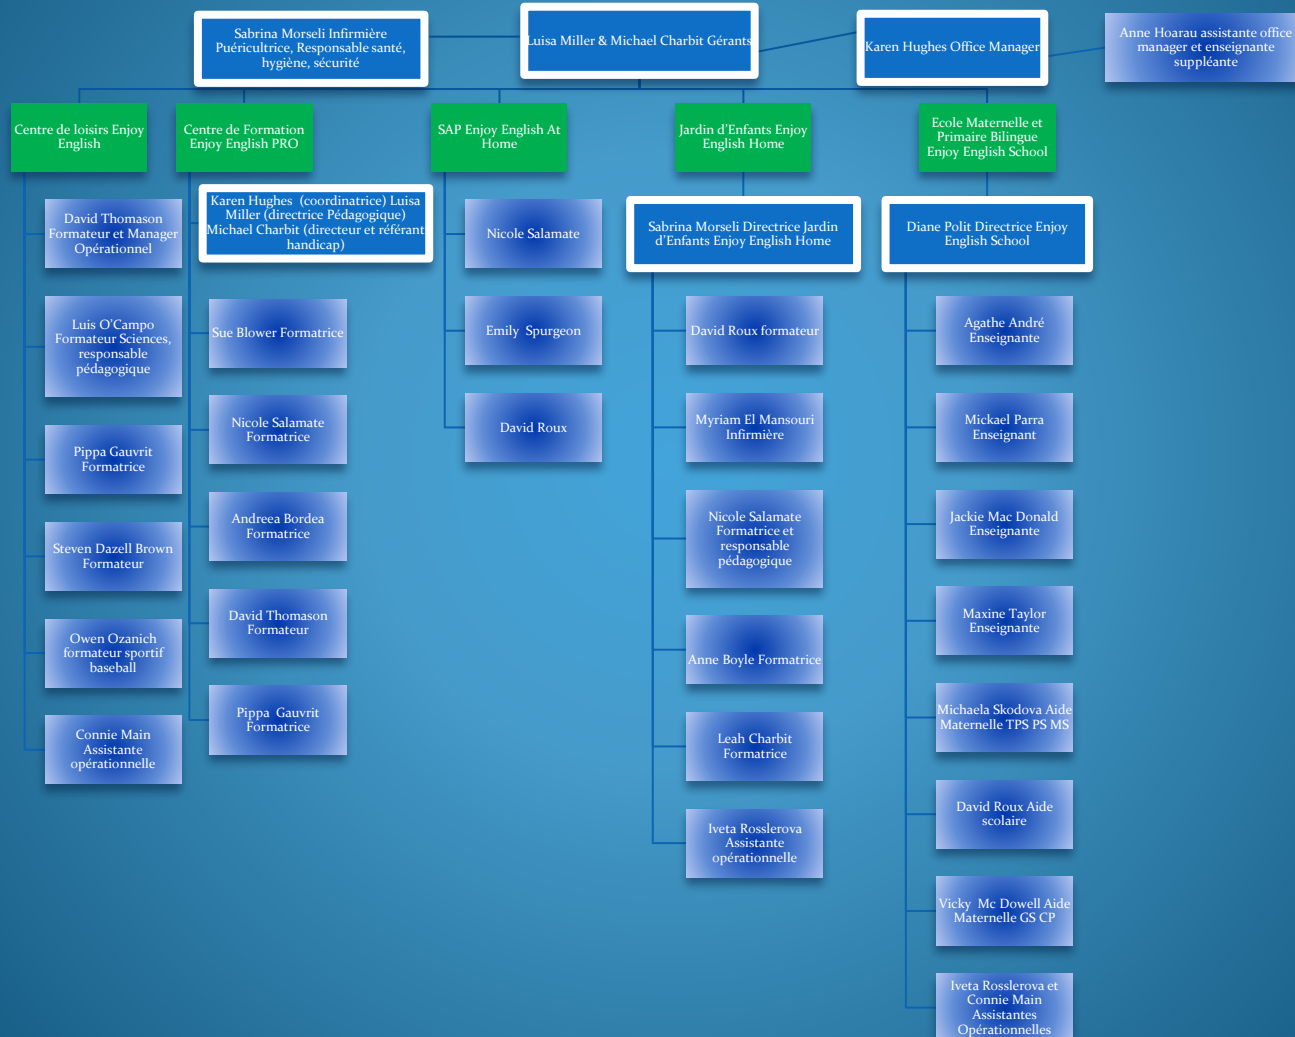 Sabrina Morseli Infirmière
Puéricultrice, Responsable santé,
hygiène, sécurité
Luisa Miller & Michael Charbit Gérants
Karen Hughes Office Manager
Anne Hoarau assistante office
manager et enseignante
suppléante
Centre de loisirs Enjoy
English
Centre de Formation
Enjoy English PRO
SAP Enjoy English At
Home
Jardin d'Enfants Enjoy
English Home
Ecole Maternelle et
Primaire Bilingue
Enjoy English School
David Thomason
Formateur et Manager
Opérationnel
Luis O'Campo
Formateur Sciences,
responsable
pédagogique
Pippa Gauvrit
Formatrice
Steven Dazell Brown
Formateur
Owen Ozanich
formateur sportif
baseball
Connie Main
Assistante
opérationnelle
Karen Hughes  (coordinatrice) Luisa
Miller (directrice Pédagogique)
Michael Charbit (directeur et référant
handicap)
Sue Blower Formatrice
Nicole Salamate
Formatrice
Andreea Bordea
Formatrice
David Thomason
Formateur
Pippa  Gauvrit
Formatrice
Nicole Salamate
Emily  Spurgeon
David Roux
Sabrina Morseli Directrice Jardin
d'Enfants Enjoy English Home
David Roux formateur
Myriam El Mansouri
Infirmière
Nicole Salamate
Formatrice et
responsable
pédagogique
Anne Boyle Formatrice
Leah Charbit
Formatrice
Iveta Rosslerova
Assistante
opérationnelle
Diane Polit Directrice Enjoy
English School
Agathe André
Enseignante
Mickael Parra
Enseignant
Jackie Mac Donald
Enseignante
Maxine Taylor
Enseignante
Michaela Skodova Aide
Maternelle TPS PS MS
David Roux Aide
scolaire
Vicky  Mc Dowell Aide
Maternelle GS CP
Iveta Rosslerova et
Connie Main
Assistantes
Opérationnelles